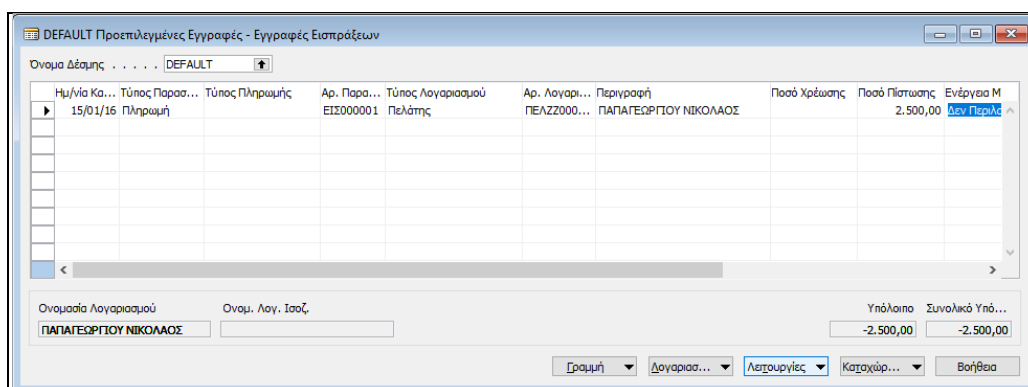 DEFAULT Προεπιλεγμένες Εγγραφές - Εγγραφές Εισπράξεων
Όνομα Δέσμης . . . . . DEFAULT
Ημ/νία Κα... Τύπος Παρασ... Τύπος Πληρωμής Αρ. Παρα... Τύπος Λογαριασμού Αρ. Λογαρι... Περιγραφή Ποσό Χρέωσης Ποσό Πίστωσης Ενέργεια Μ
15/01/16 Πληρωμή ΕΙΣ000001 Πελάτης ΠΕΛΖΖ000... ΠΑΠΑΓΕΩΡΓΙΟΥ ΝΙΚΟΛΑΟΣ 2.500,00 Δεν Περιλα
Ονομασία Λογαριασμού Ονομ. Λογ. Ισοζ. Υπόλοιπο Συνολικό Υπό...
ΠΑΠΑΓΕΩΡΓΙΟΥ ΝΙΚΟΛΑΟΣ -2.500,00 -2.500,00
Γραμμή Λογαριασ... Λειτουργίες Καταχώρ... Βοήθεια